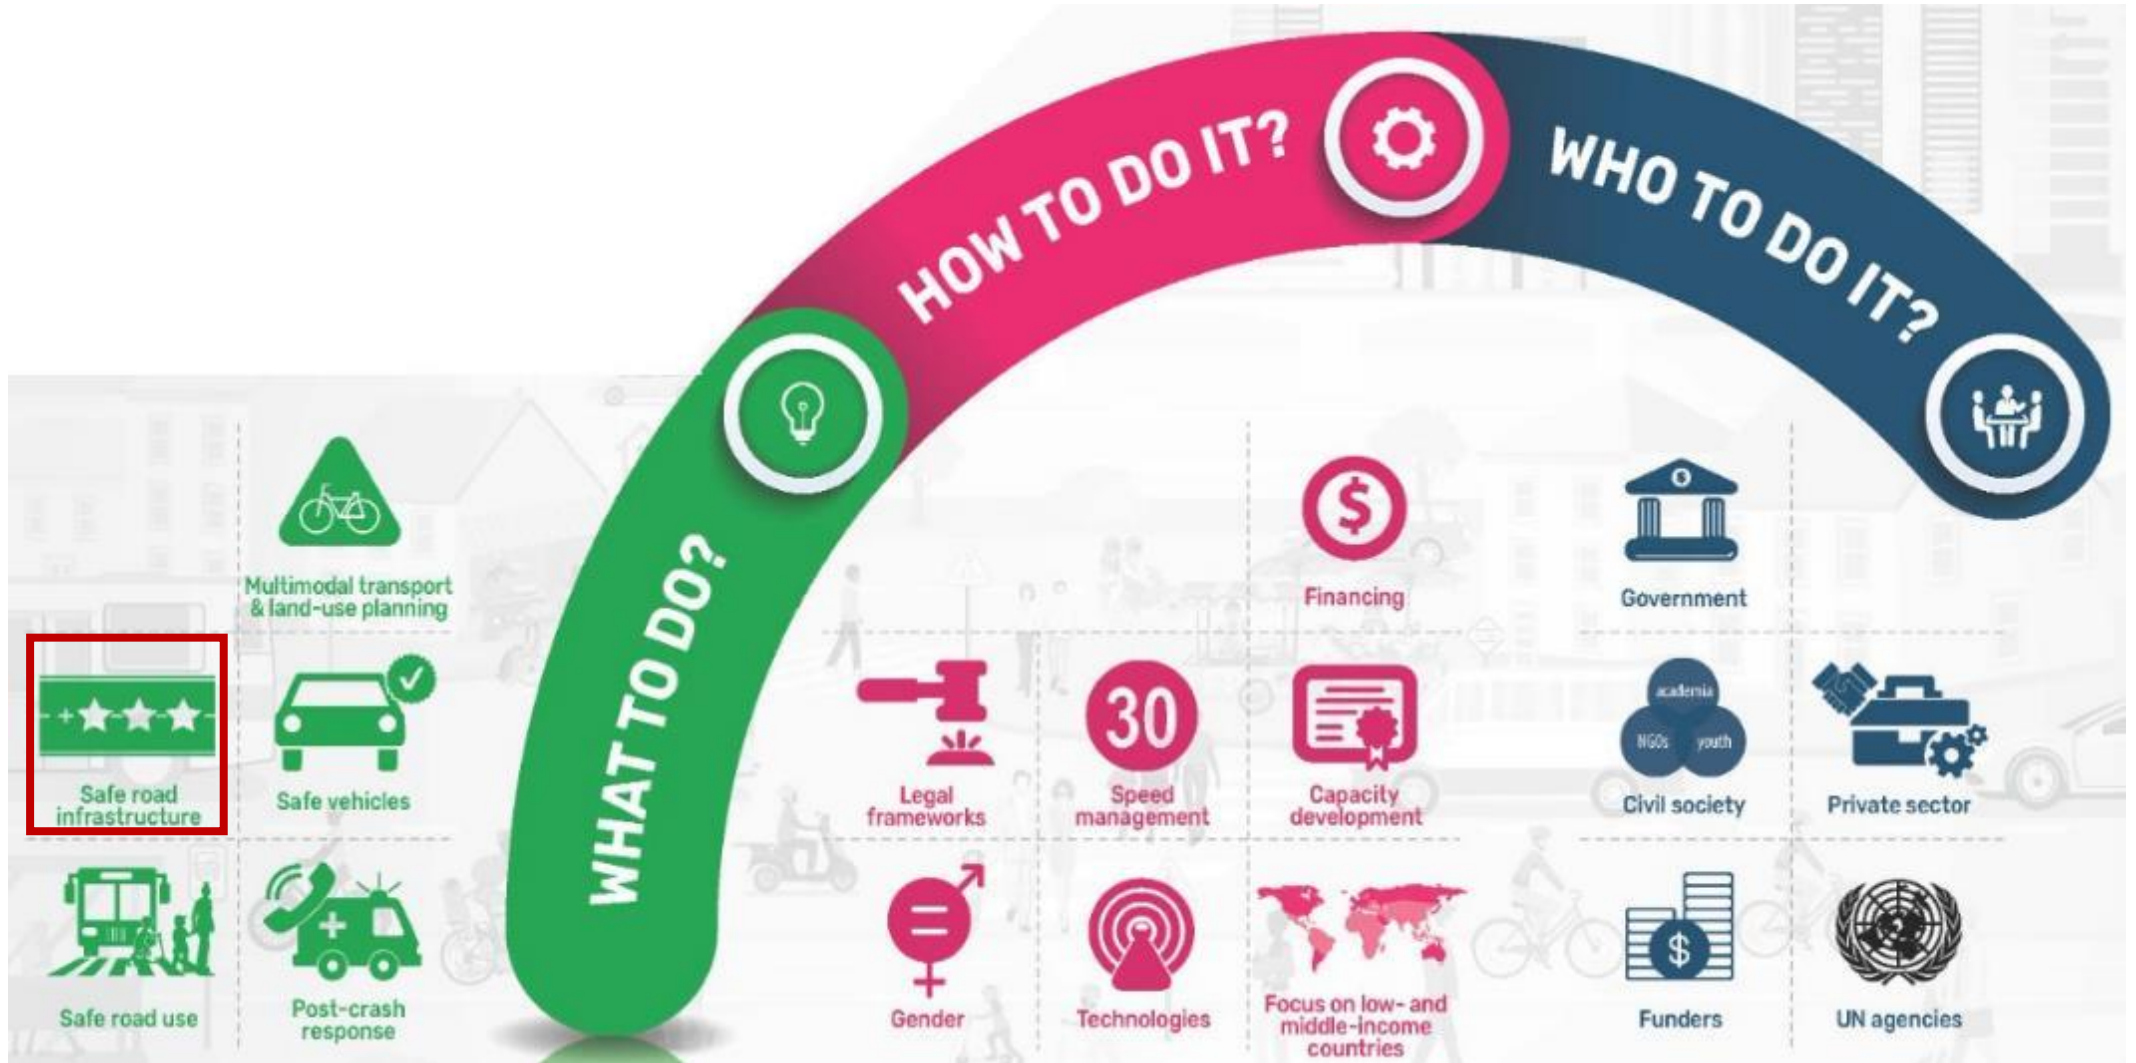 WHAT TO DO?
HOW TO DO IT?
WHO TO DO IT?
Multimodal transport
& land-use planning
Safe road
infrastructure
Safe vehicles
Safe road use
Post-crash
response
$
Financing
Legal
frameworks
30
Speed
management
Capacity
development
Gender
Technologies
Focus on low- and
middle-income
countries
Government
academia
NGOs
youth
Civil society
Private sector
$
Funders
UN agencies